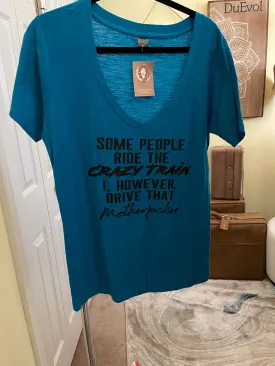 DuEvol
SOME PEOPLE
RIDE THE
CRAZY TRAIN
I, HOWEVER,
DRIVE THAT
Motherfucker